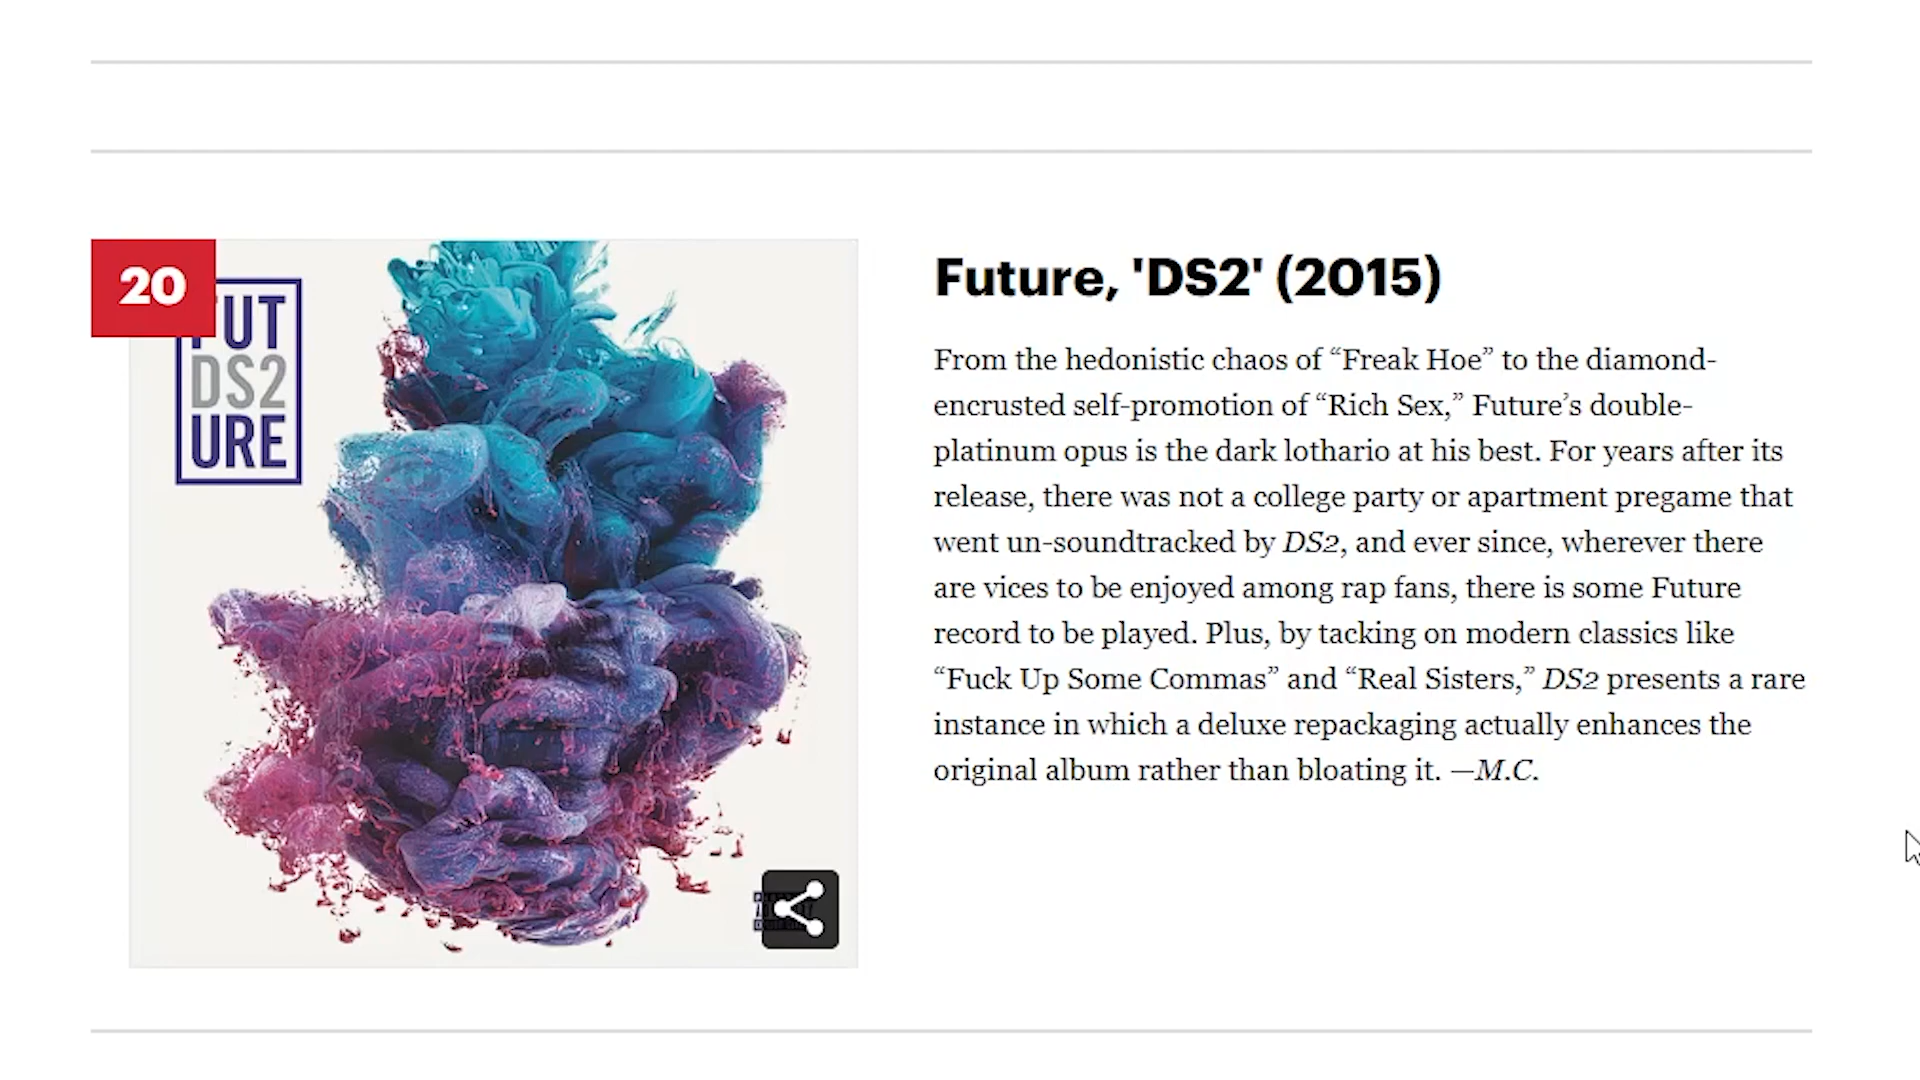 20
FUT
DS2
URE
Future, 'DS2' (2015)
From the hedonistic chaos of “Freak Hoe” to the diamond-
encrusted self-promotion of “Rich Sex,” Future’s double-
platinum opus is the dark lothario at his best. For years after its
release, there was not a college party or apartment pregame that
went un-soundtracked by DS2, and ever since, wherever there
are vices to be enjoyed among rap fans, there is some Future
record to be played. Plus, by tacking on modern classics like
“Fuck Up Some Commas” and “Real Sisters,” DS2 presents a rare
instance in which a deluxe repackaging actually enhances the
original album rather than bloating it. —M.C.